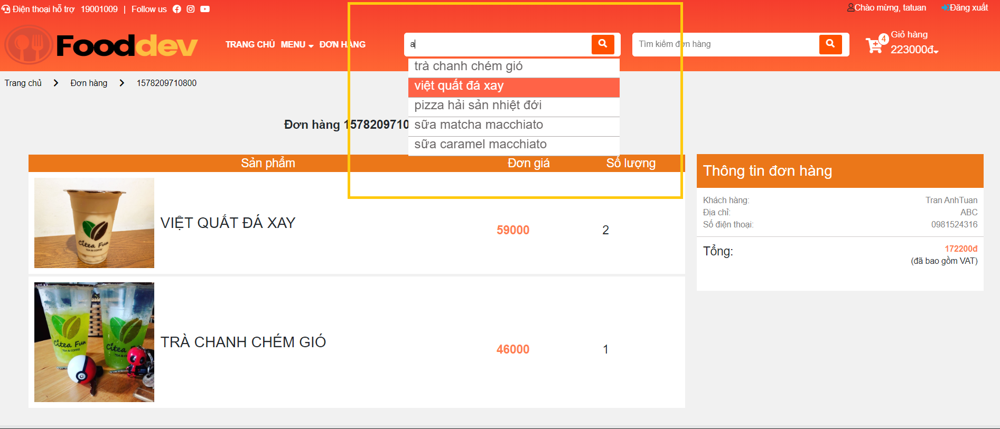 Điện thoại hỗ trợ 19001009 | Follow us
Chào mừng, tatuan Đăng xuất
Fooddev
TRANG CHỦ MENU ĐƠN HÀNG
a
Tìm kiếm đơn hàng
4
Giỏ hàng
223000đ
trà chanh chém gió
việt quất đá xay
pizza hải sản nhiệt đới
sữa matcha macchiato
sữa caramel macchiato
Trang chủ Đơn hàng 1578209710800
Đơn hàng 1578209710
Sản phẩm Đơn giá Số lượng
Citea Fun
TEA & COFFEE
VIỆT QUẤT ĐÁ XAY 59000 2
Citea Fun
TEA & COFFEE
Citea Fun
TRÀ CHANH CHÉM GIÓ 46000 1
Thông tin đơn hàng
Khách hàng: Tran AnhTuan
Địa chỉ: ABC
Số điện thoại: 0981524316
Tổng: 172200đ
(đã bao gồm VAT)